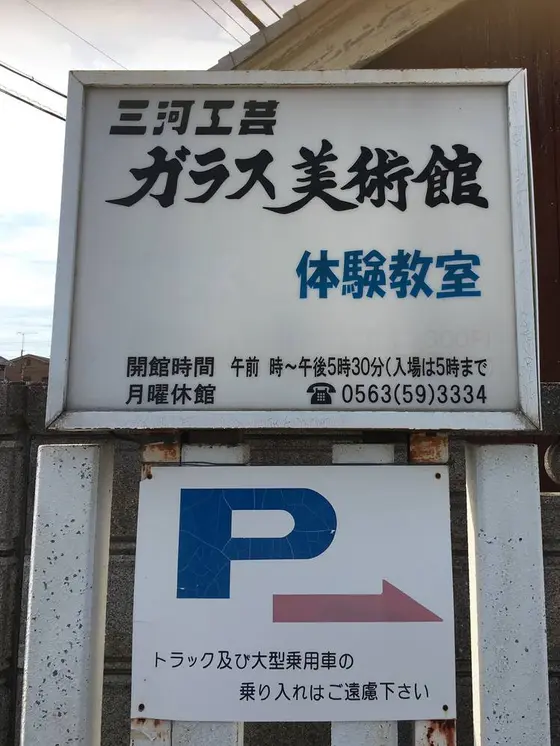 三河工芸
ガラス美術館
体験教室
開館時間 午前 時~午後5時30分(入場は5時まで
月曜休館 ☎0563(59)3334
P
トラック及び大型乗用車の
乗り入れはご遠慮下さい